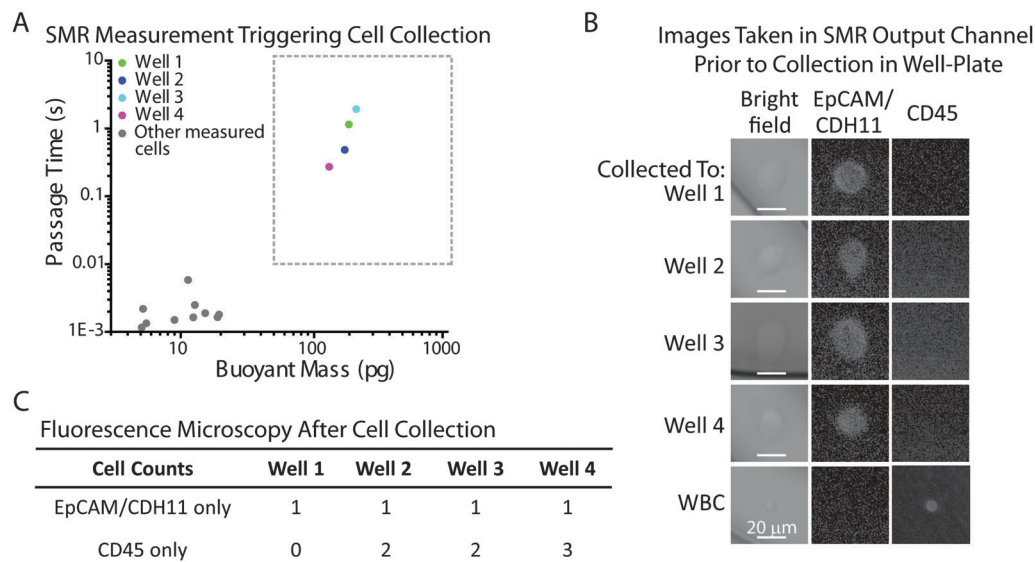 A
SMR Measurement Triggering Cell Collection
10
1
0.1
0.01
1E-3
Passage Time (s)
Well 1
Well 2
Well 3
Well 4
Other measured
cells
10
100
1000
Buoyant Mass (pg)
B
Images Taken in SMR Output Channel
Prior to Collection in Well-Plate
Bright
field
EpCAM/
CDH11
CD45
Collected To:
Well 1
Well 2
Well 3
Well 4
WBC
20 μm
C
Fluorescence Microscopy After Cell Collection
Cell Counts Well 1 Well 2 Well 3 Well 4
EpCAM/CDH11 only 1 1 1 1
CD45 only 0 2 2 3